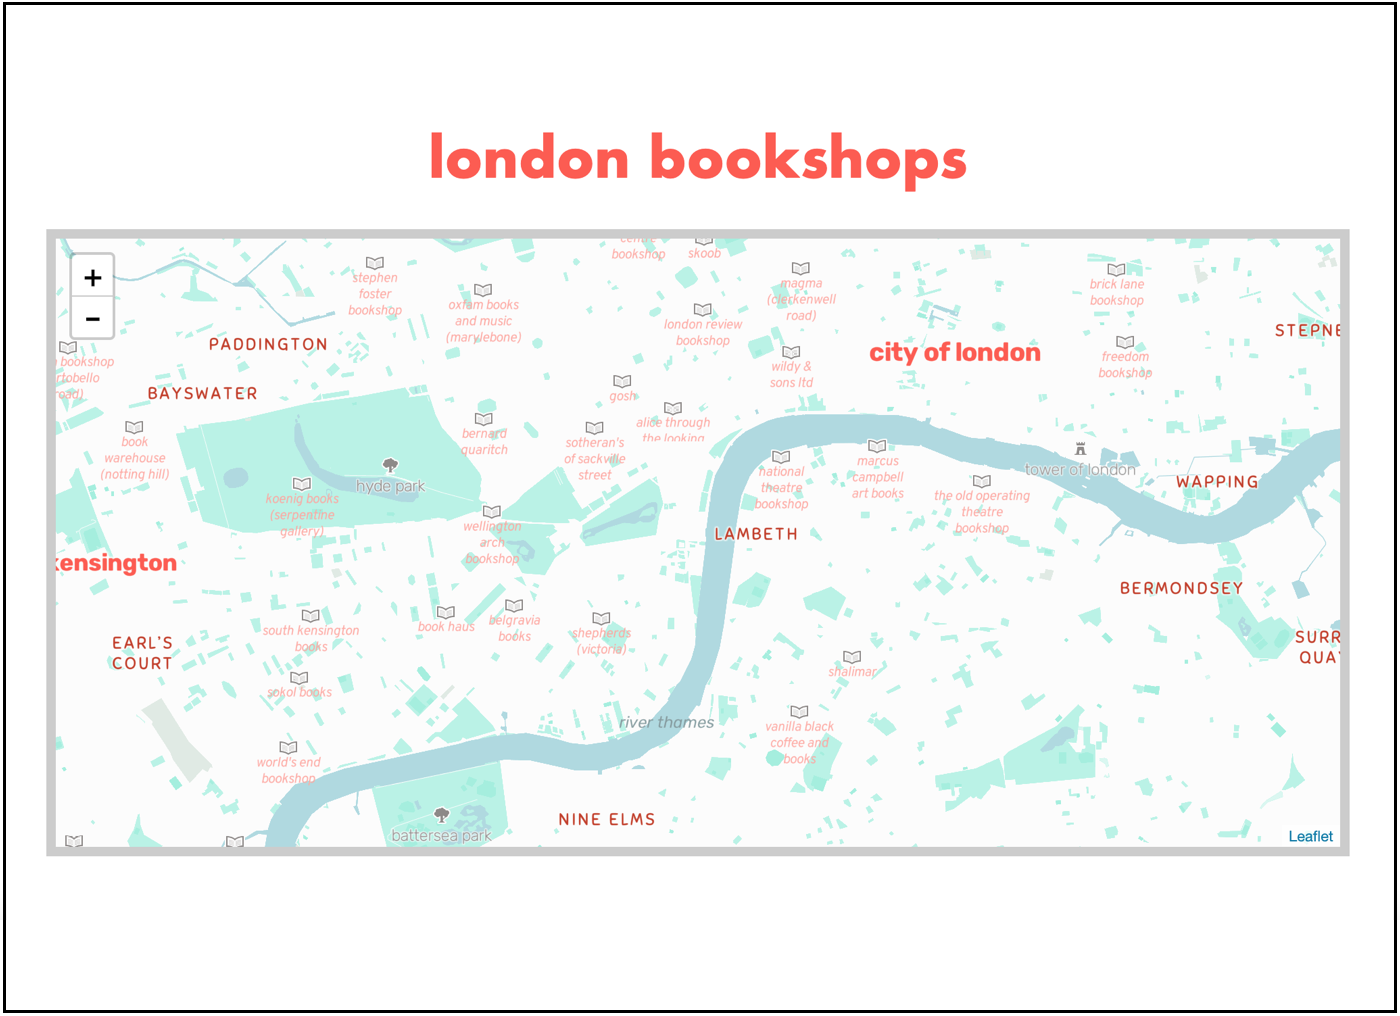 london bookshops
+
−
centre
bookshop
skoob
stephen
foster
bookshop
oxfam books
and music
(marylebone)
magma
(clerkenwell
road)
london review
bookshop
brick lane
bookshop
STEPNE
PADDINGTON
bookshop
rtobello
road)
wildy &
sons ltd
city of london
freedom
bookshop
BAYSWATER
gosh
alice through
the looking
book
warehouse
(notting hill)
bernard
quaritch
sotheran's
of sackville
street
national
theatre
bookshop
marcus
campbell
art books
tower of london
WAPPING
hyde park
koenig books
(serpentine
gallery)
the old operating
theatre
bookshop
wellington
arch
bookshop
LAMBETH
kensington
BERMONDSEY
south kensington
books
book haus
belgravia
books
shepherds
(victoria)
EARL'S
COURT
SURR
QUA
shalimar
sokol books
river thames
vanilla black
coffee and
books
world's end
bookshop
NINE ELMS
battersea park
Leaflet